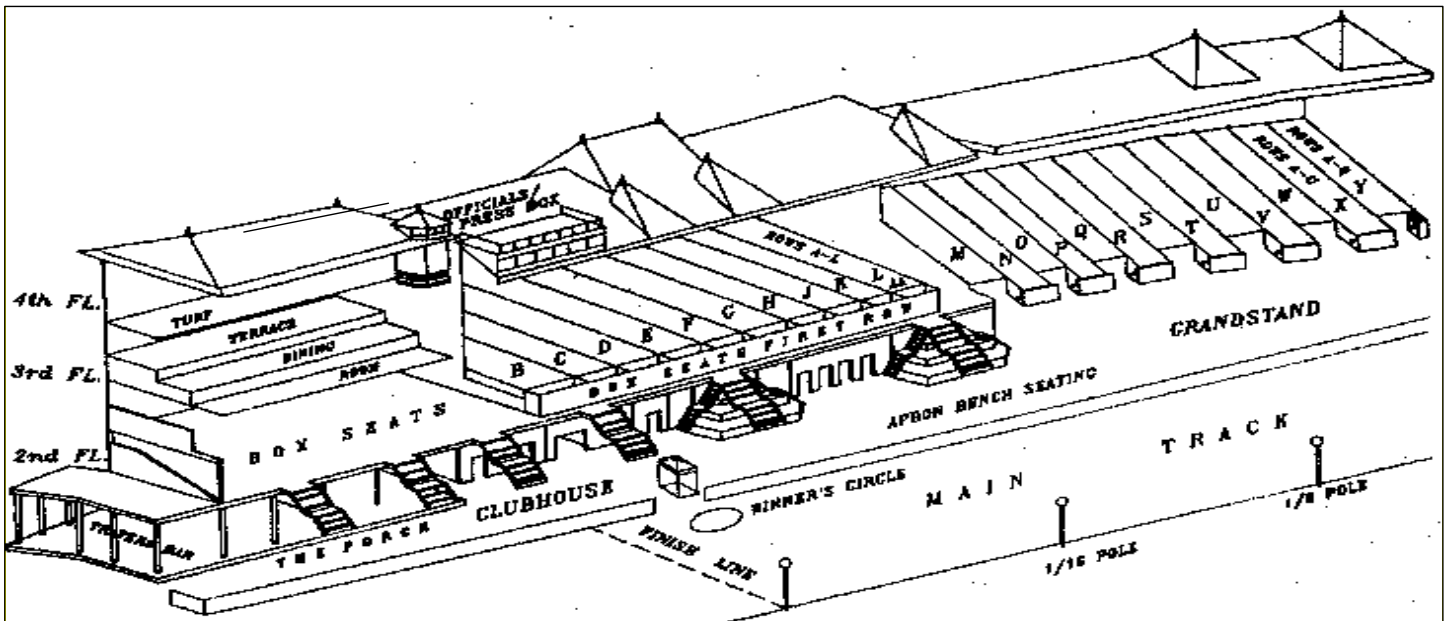 OFFICIALS/
PRESS BOX
ROWS A-R
ROWS A-G
4th FL.
TURF
TERRACE
DINING
ROOM
3rd FL.
2nd FL.
BOX SEATS
ROWS A-L
B C D E F G H J K L
BOX SEATS FIRST ROW
M N O P Q R S T U V W X Y
GRANDSTAND
APRON BENCH SEATING
MAIN TRACK
CLUBHOUSE
WINNER'S CIRCLE
THE PORCH
FINISH LINE
BAR
1/16 POLE
1/8 POLE